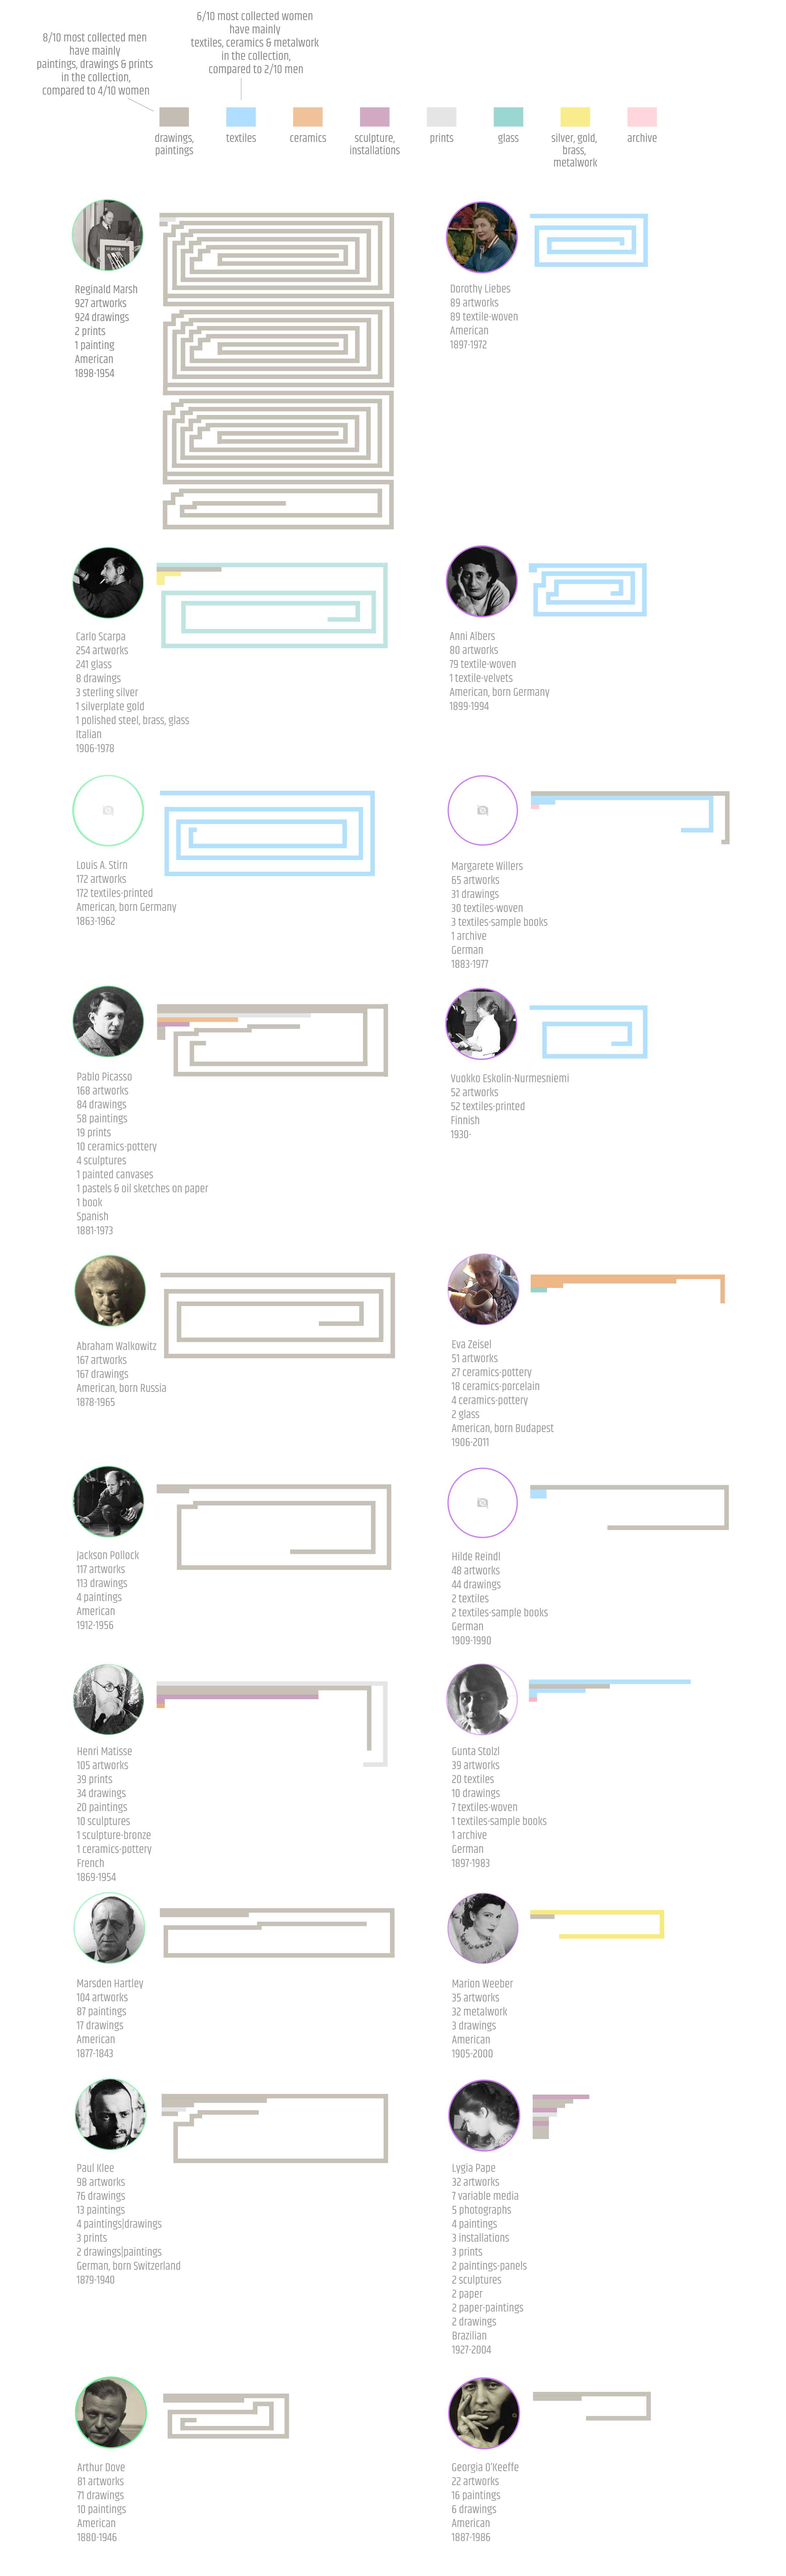 8/10 most collected men
have mainly
paintings, drawings & prints
in the collection,
compared to 4/10 women
6/10 most collected women
have mainly
textiles, ceramics & metalwork
in the collection,
compared to 2/10 men
drawings,
paintings
textiles
ceramics
sculpture,
installations
prints
glass
silver, gold,
brass,
metalwork
archive
Reginald Marsh
927 artworks
924 drawings
2 prints
1 painting
American
1898-1954
Dorothy Liebes
89 artworks
89 textile-woven
American
1897-1972
Carlo Scarpa
254 artworks
241 glass
8 drawings
3 sterling silver
1 silverplate gold
1 polished steel, brass, glass
Italian
1906-1978
Anni Albers
80 artworks
79 textile-woven
1 textile-velvets
American, born Germany
1899-1994
Louis A. Stirn
172 artworks
172 textiles-printed
American, born Germany
1863-1962
Margarete Willers
65 artworks
31 drawings
30 textiles-woven
3 textiles-sample books
1 archive
German
1883-1977
Pablo Picasso
168 artworks
84 drawings
58 paintings
19 prints
10 ceramics-pottery
4 sculptures
1 painted canvases
1 pastels & oil sketches on paper
1 book
Spanish
1881-1973
Vuokko Eskolin-Nurmesniemi
52 artworks
52 textiles-printed
Finnish
1930-
Abraham Walkowitz
167 artworks
167 drawings
American, born Russia
1878-1965
Eva Zeisel
51 artworks
27 ceramics-pottery
18 ceramics-porcelain
4 ceramics-pottery
2 glass
American, born Budapest
1906-2011
Jackson Pollock
117 artworks
113 drawings
4 paintings
American
1912-1956
Hilde Reindl
48 artworks
44 drawings
2 textiles
2 textiles-sample books
German
1909-1990
Henri Matisse
105 artworks
39 prints
34 drawings
20 paintings
10 sculptures
1 sculpture-bronze
1 ceramics-pottery
French
1869-1954
Gunta Stolzl
39 artworks
20 textiles
10 drawings
7 textiles-woven
1 textiles-sample books
1 archive
German
1897-1983
Marsden Hartley
104 artworks
87 paintings
17 drawings
American
1877-1843
Marion Weeber
35 artworks
32 metalwork
3 drawings
American
1905-2000
Paul Klee
98 artworks
76 drawings
13 paintings
4 paintings|drawings
3 prints
2 drawings|paintings
German, born Switzerland
1879-1940
Lygia Pape
32 artworks
7 variable media
5 photographs
4 paintings
3 installations
3 prints
2 paintings-panels
2 sculptures
2 paper
2 paper-paintings
2 drawings
Brazilian
1927-2004
Arthur Dove
81 artworks
71 drawings
10 paintings
American
1880-1946
Georgia O'Keeffe
22 artworks
16 paintings
6 drawings
American
1887-1986